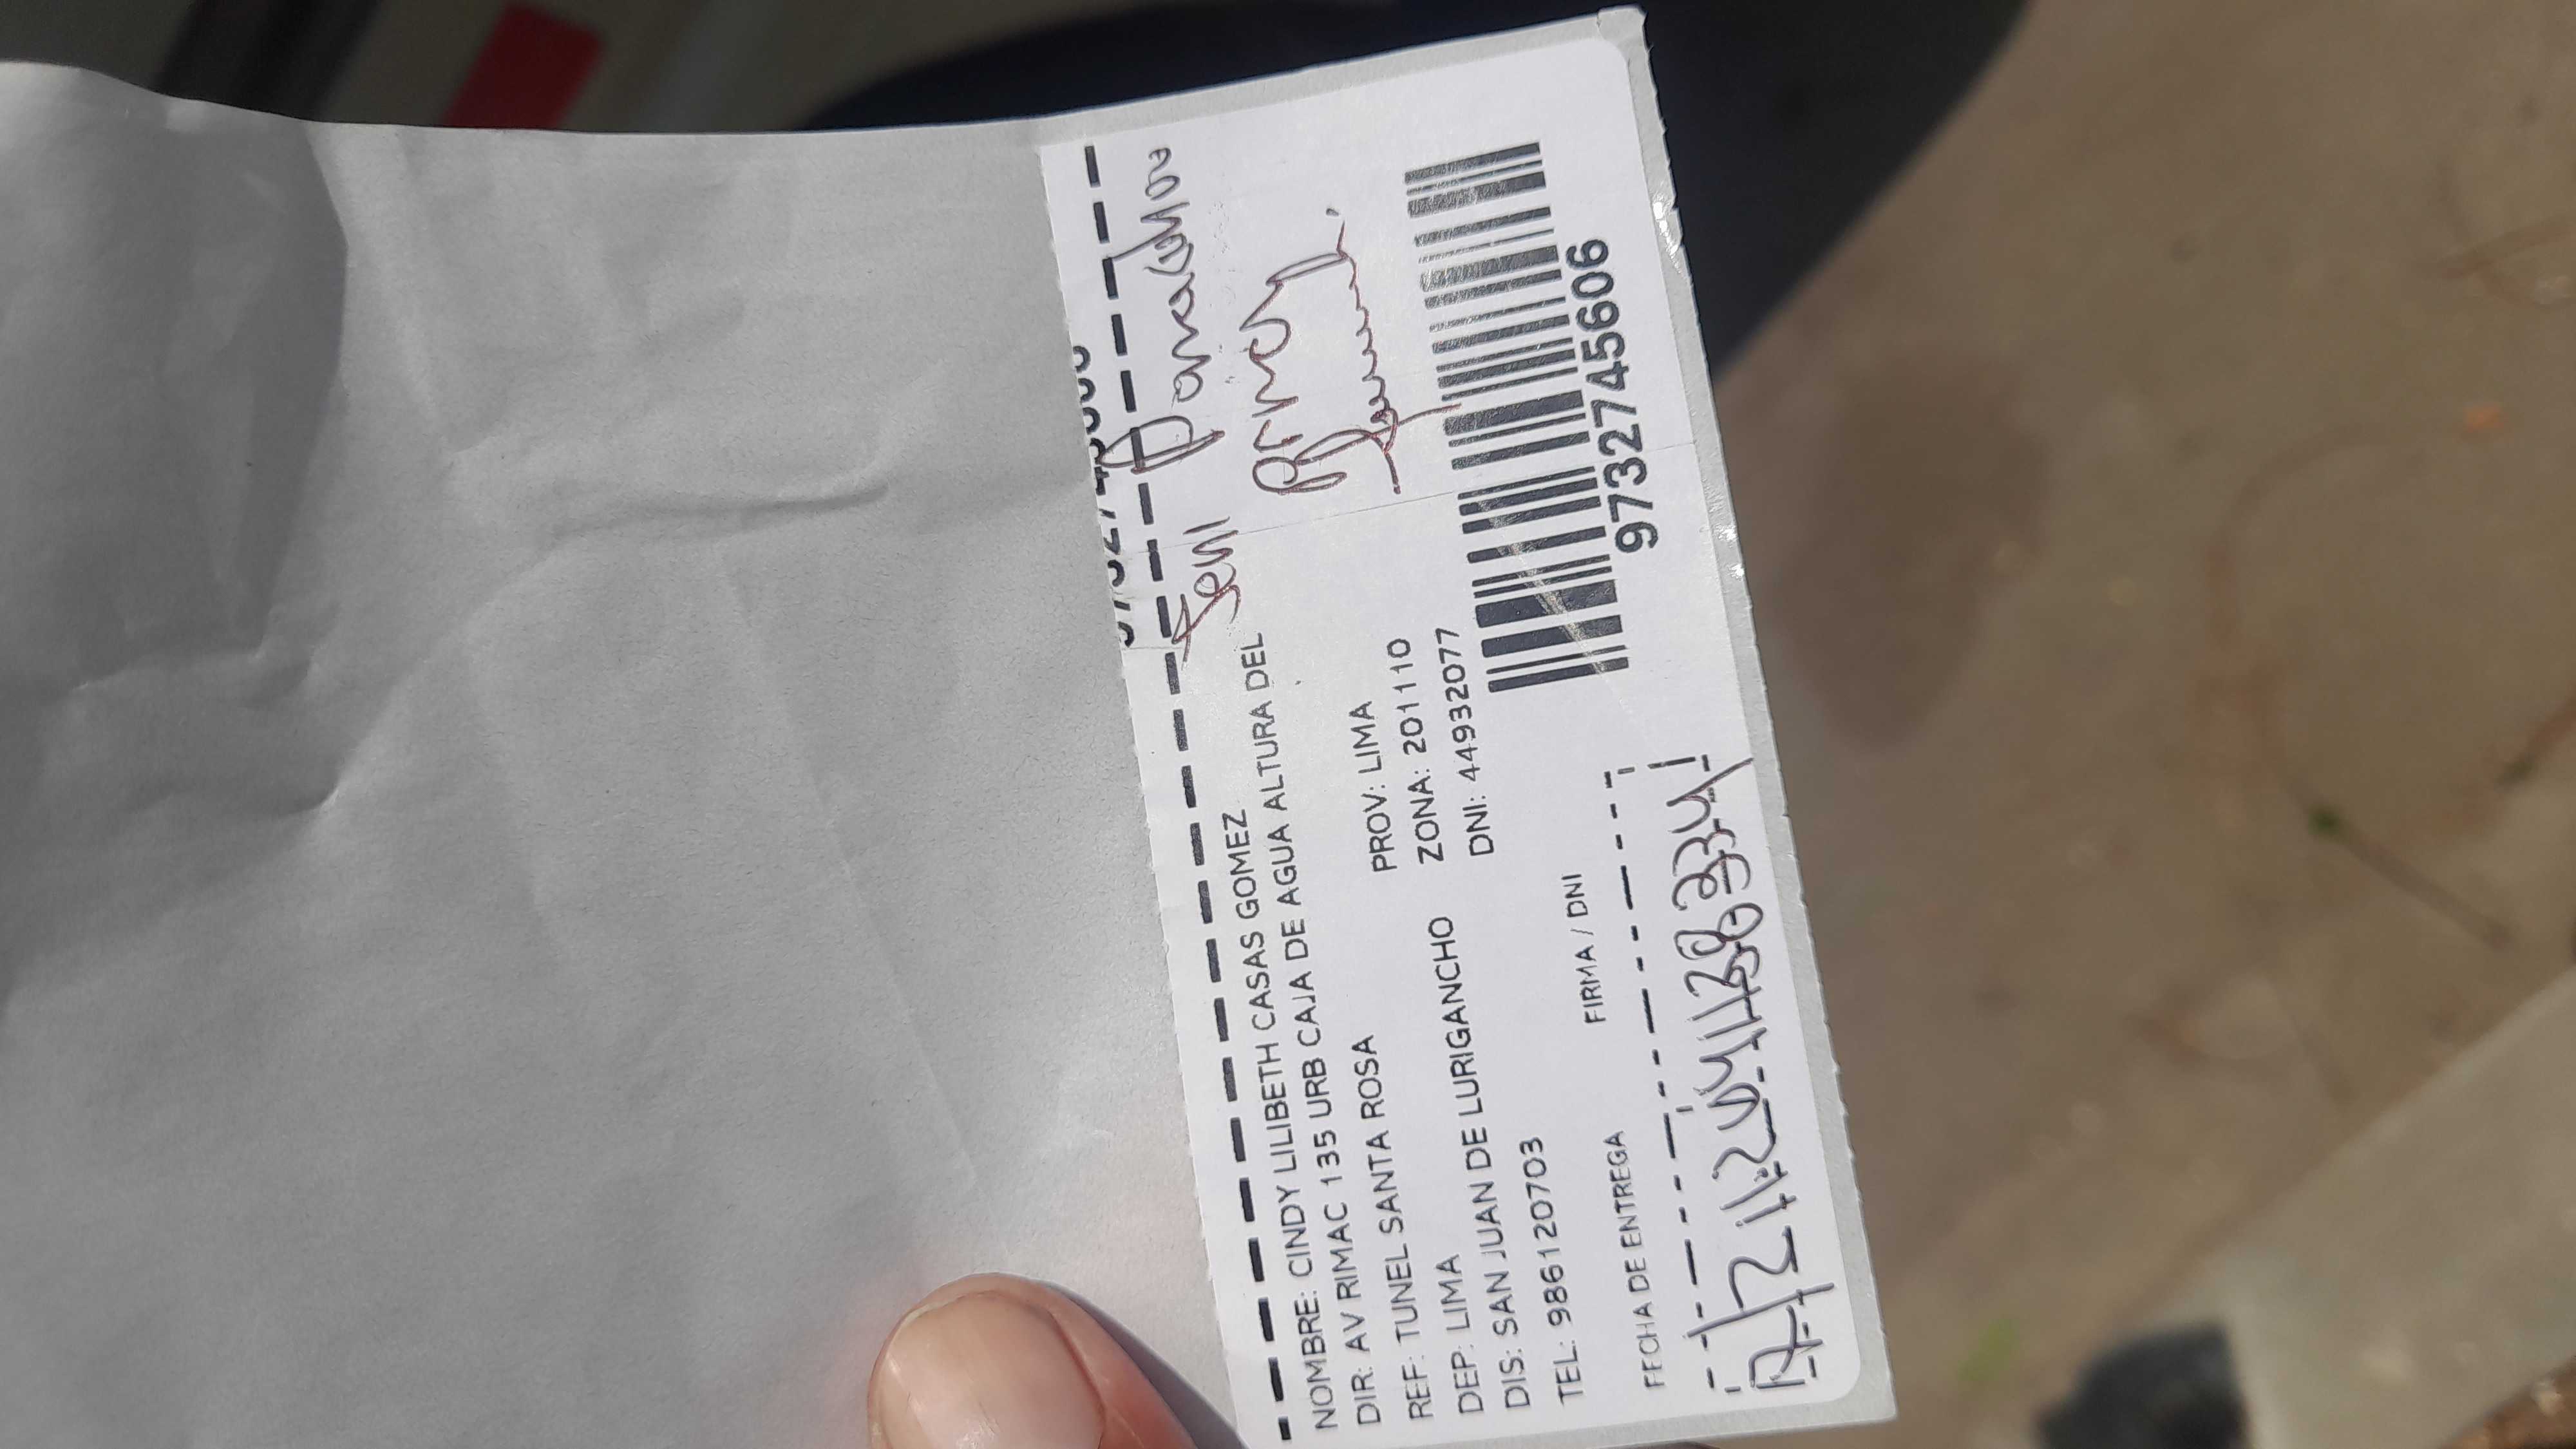 NOMBRE: CINDY LILIBETH CASAS GOMEZ
DIR: AV RIMAC 135 URB CAJA DE AGUA ALTURA DEL
REF: TUNEL SANTA ROSA
DEP: LIMA PROV: LIMA
DIS: SAN JUAN DE LURIGANCHO ZONA: 201110
TEL: 986120703 DNI: 44932077
FECHA DE ENTREGA FIRMA / DNI
9732745606